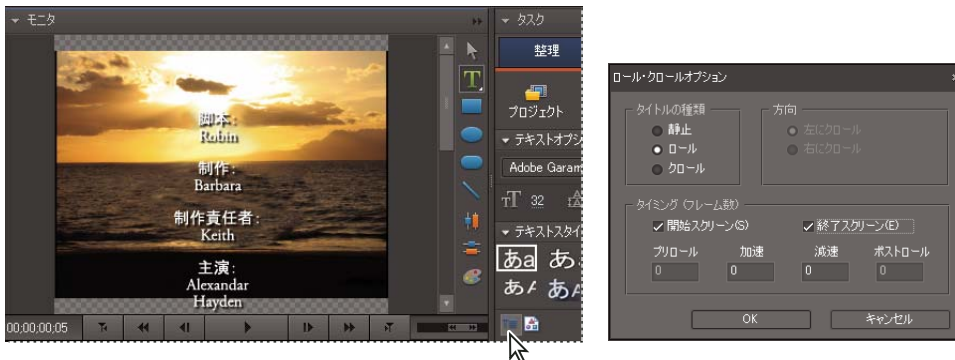 モニタ
脚本:
Robin
制作:
Barbara
制作責任者:
Keith
主演:
Alexandar
Hayden
00;00;00;05
タスク
整理
プロジェクト
テキストオプシ
Adobe Garam
T 32
テキストスタイ
あa あ
あA あA
ロール・クロールオプション
タイトルの種類
静止
ロール
クロール
方向
左にクロール
右にクロール
タイミング (フレーム数)
開始スクリーン(S) 終了スクリーン(E)
プリロール 加速 減速 ポストロール
0 0 0 0
OK キャンセル